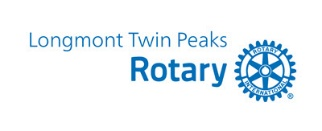 Longmont Twin Peaks
Rotary
ROTARY
INTERNATIONAL
®